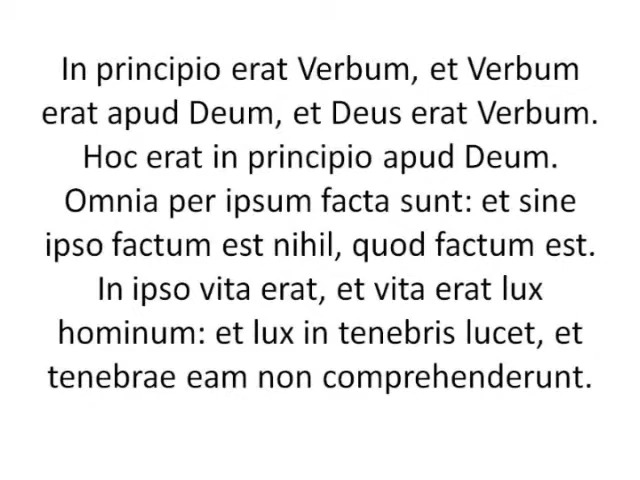 In principio erat Verbum, et Verbum
erat apud Deum, et Deus erat Verbum.
Hoc erat in principio apud Deum.
Omnia per ipsum facta sunt: et sine
ipso factum est nihil, quod factum est.
In ipso vita erat, et vita erat lux
hominum: et lux in tenebris lucet, et
tenebrae eam non comprehenderunt.